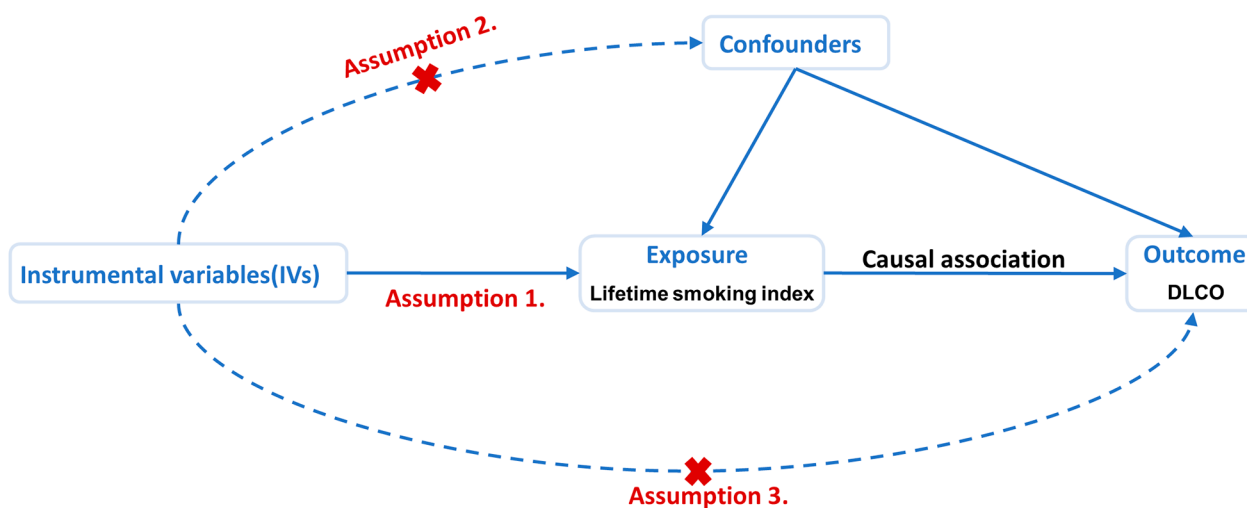 Assumption 2.
Confounders
Instrumental variables(IVs)
Assumption 1.
Exposure
Lifetime smoking index
Causal association
Outcome
DLCO
Assumption 3.